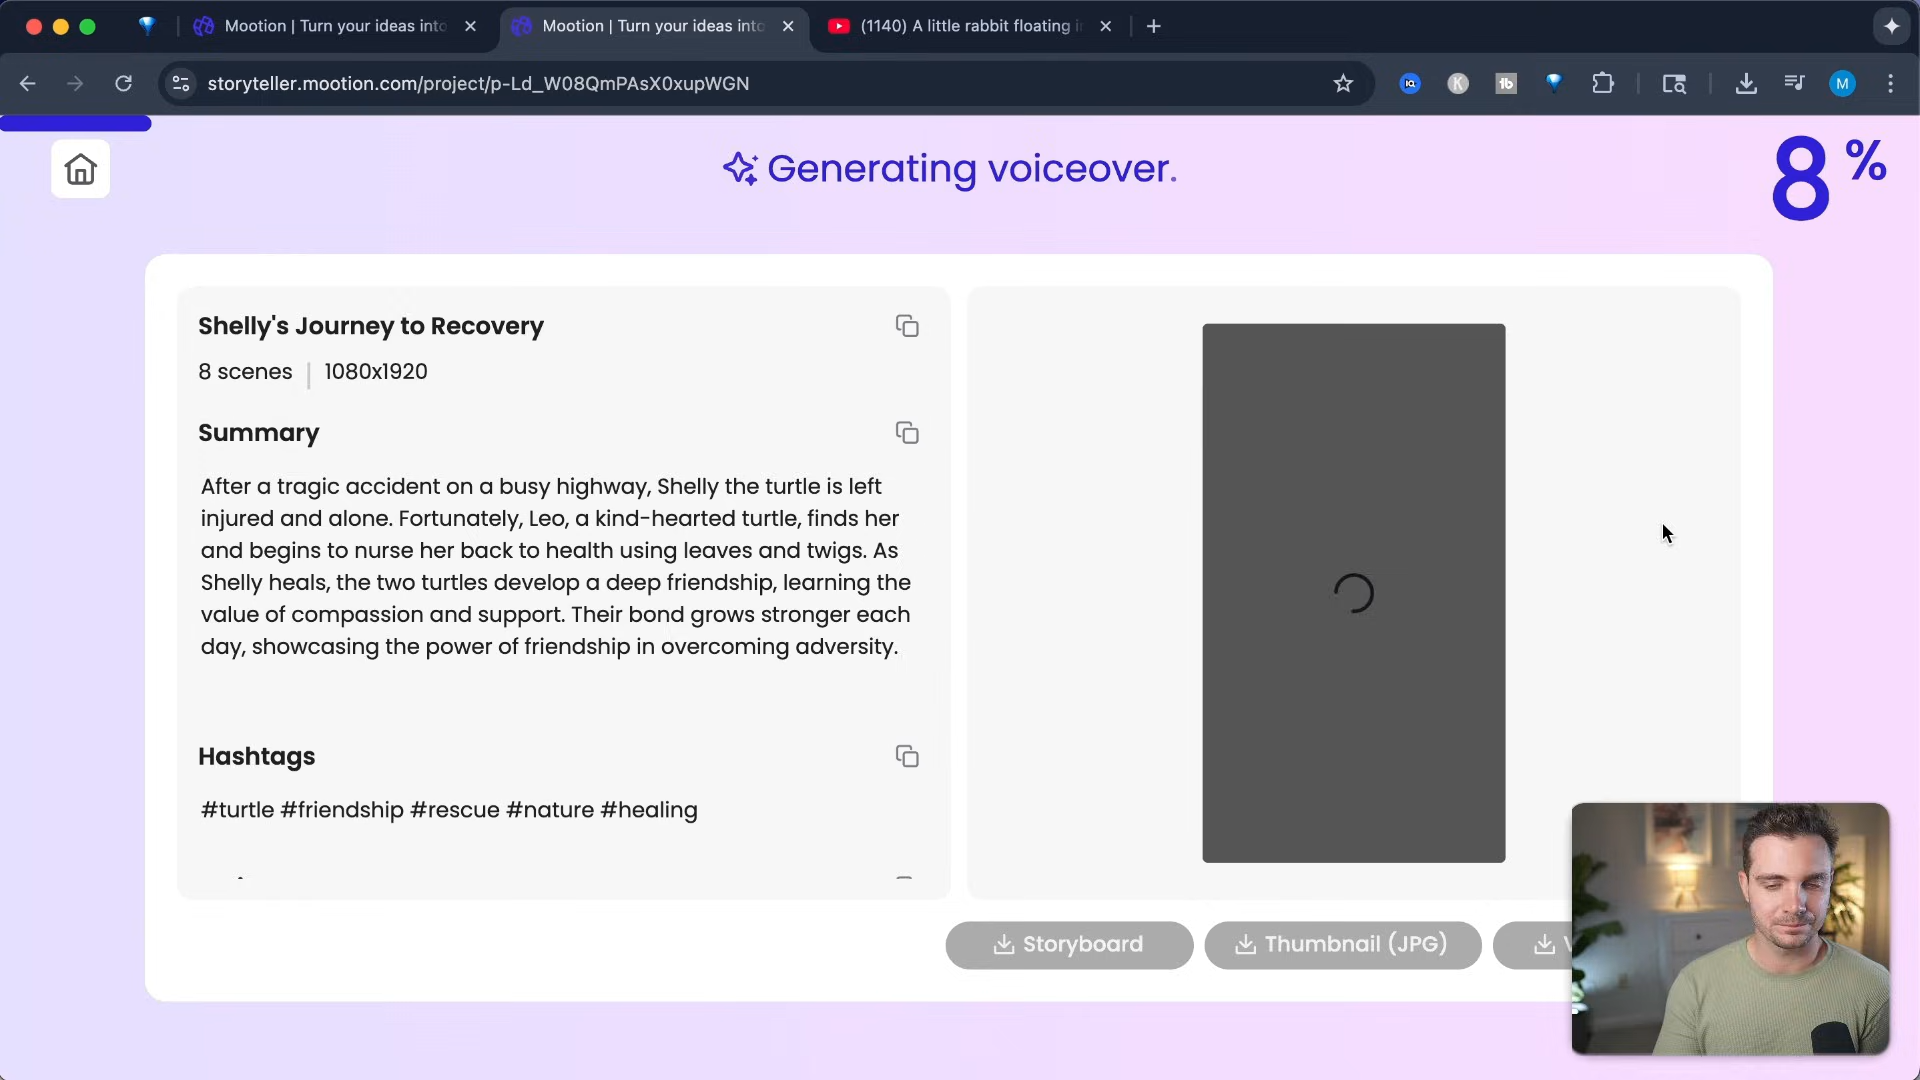 Mootion | Turn your ideas into
Mootion | Turn your ideas into
(1140) A little rabbit floating i
storyteller.mootion.com/project/p-Ld_W08QmPAsX0xupWGN
K
tb
M
Generating voiceover.
8%
Shelly's Journey to Recovery
8 scenes | 1080x1920
Summary
After a tragic accident on a busy highway, Shelly the turtle is left
injured and alone. Fortunately, Leo, a kind-hearted turtle, finds her
and begins to nurse her back to health using leaves and twigs. As
Shelly heals, the two turtles develop a deep friendship, learning the
value of compassion and support. Their bond grows stronger each
day, showcasing the power of friendship in overcoming adversity.
Hashtags
#turtle #friendship #rescue #nature #healing
Storyboard
Thumbnail (JPG)